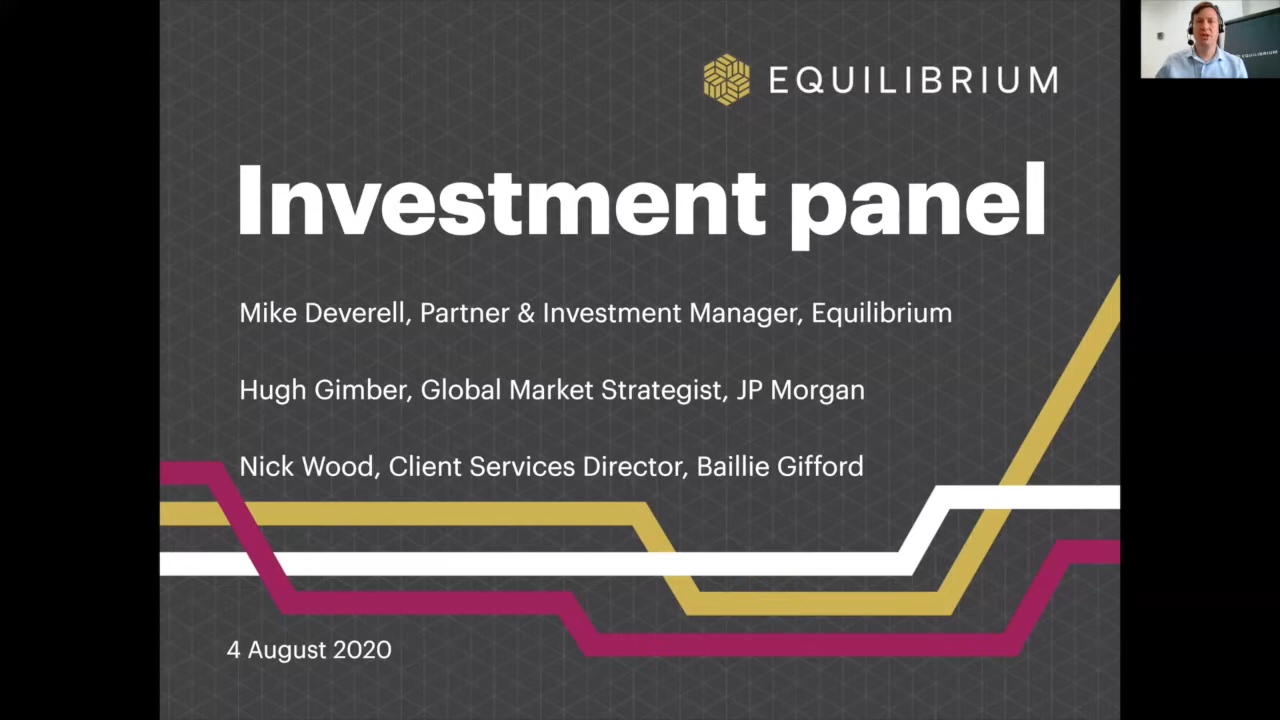 EQUILIBRIUM
Investment panel
Mike Deverell, Partner & Investment Manager, Equilibrium
Hugh Gimber, Global Market Strategist, JP Morgan
Nick Wood, Client Services Director, Baillie Gifford
4 August 2020
EQUILIBRIUM